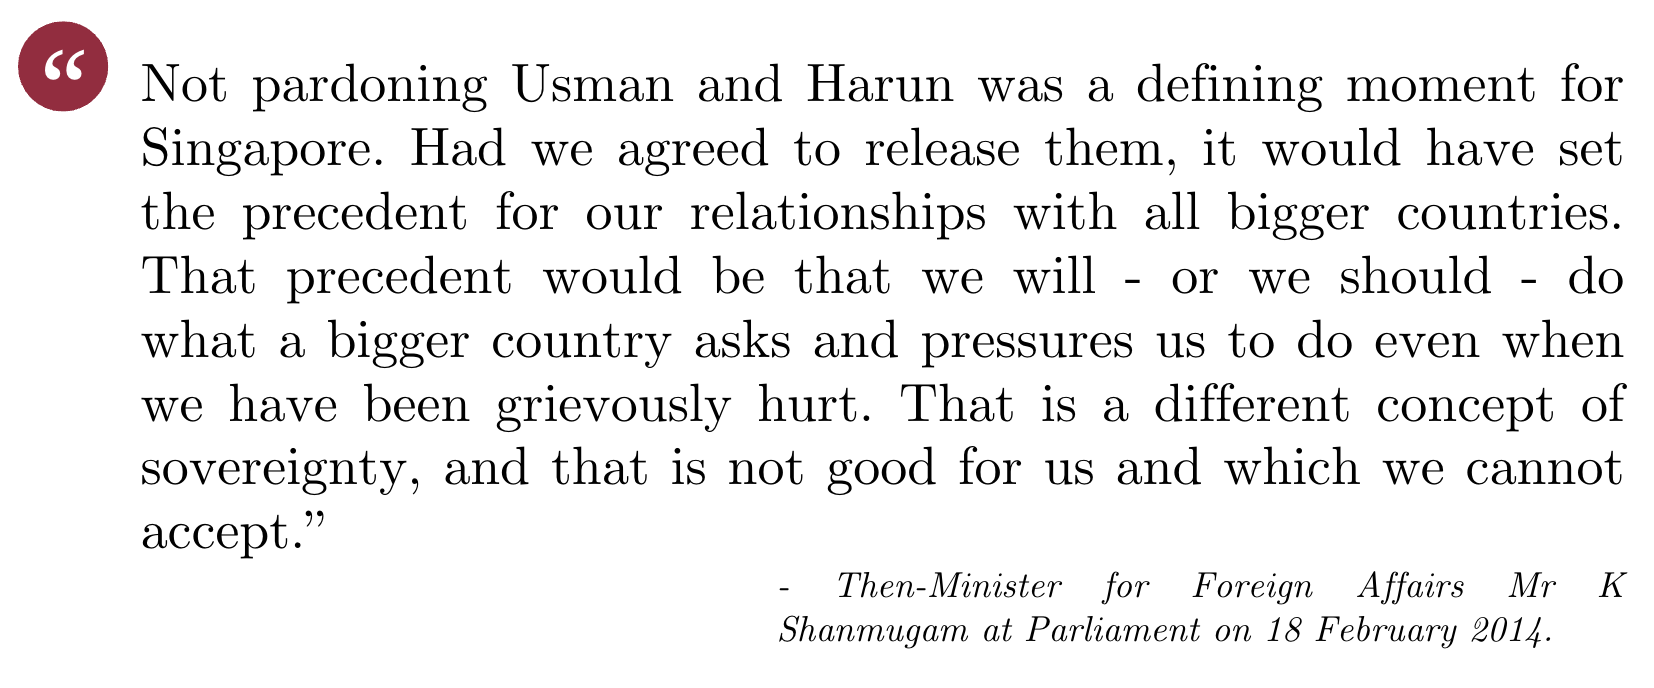 “
Not pardoning Usman and Harun was a defining moment for
Singapore. Had we agreed to release them, it would have set
the precedent for our relationships with all bigger countries.
That precedent would be that we will - or we should - do
what a bigger country asks and pressures us to do even when
we have been grievously hurt. That is a different concept of
sovereignty, and that is not good for us and which we cannot
accept.”
- Then-Minister for Foreign Affairs Mr K
Shanmugam at Parliament on 18 February 2014.